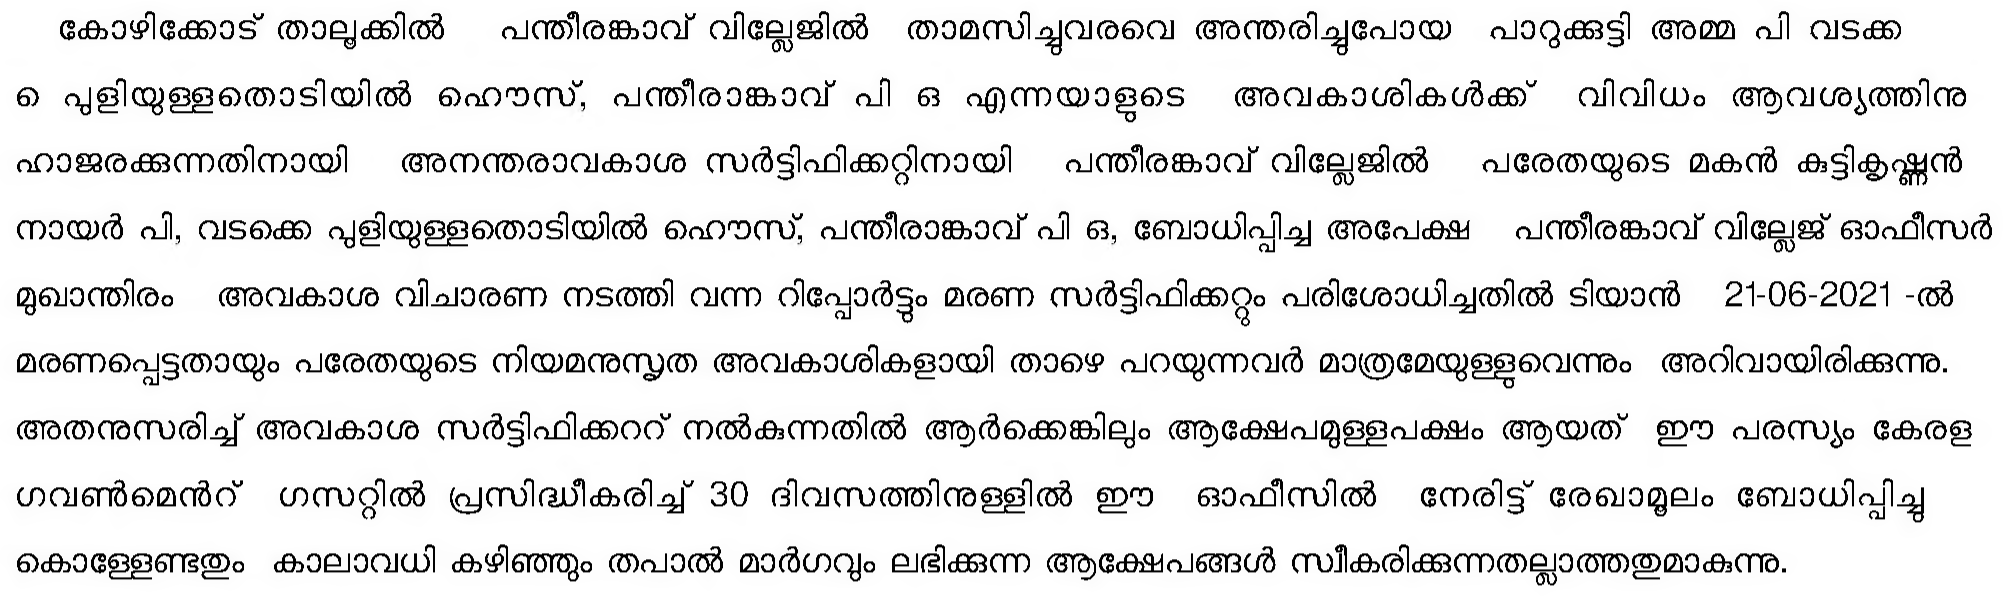 കോഴിക്കോട് താലൂക്കിൽ പന്തീരങ്കാവ് വില്ലേജിൽ താമസിച്ചുവരവെ അന്തരിച്ചുപോയ പാറുക്കുട്ടി അമ്മ പി വടക്ക
െ പുളിയുള്ളതൊടിയിൽ ഹൌസ്, പന്തീരാങ്കാവ് പി ഒ എന്നയാളുടെ അവകാശികൾക്ക് വിവിധം ആവശ്യത്തിനു
ഹാജരക്കുന്നതിനായി അനന്തരാവകാശ സർട്ടിഫിക്കറ്റിനായി പന്തീരങ്കാവ് വില്ലേജിൽ പരേതയുടെ മകൻ കുട്ടികൃഷ്ണൻ
നായർ പി, വടക്കെ പുളിയുള്ളതൊടിയിൽ ഹൌസ്, പന്തീരാങ്കാവ് പി ഒ, ബോധിപ്പിച്ച അപേക്ഷ പന്തീരങ്കാവ് വില്ലേജ് ഓഫീസർ
മുഖാന്തിരം അവകാശ വിചാരണ നടത്തി വന്ന റിപ്പോർട്ടും മരണ സർട്ടിഫിക്കറ്റും പരിശോധിച്ചതിൽ ടിയാൻ 21-06-2021 -ൽ
മരണപ്പെട്ടതായും പരേതയുടെ നിയമനുസൃത അവകാശികളായി താഴെ പറയുന്നവർ മാത്രമേയുള്ളുവെന്നും അറിവായിരിക്കുന്നു.
അതനുസരിച്ച് അവകാശ സർട്ടിഫിക്കററ് നൽകുന്നതിൽ ആർക്കെങ്കിലും ആക്ഷേപമുള്ളപക്ഷം ആയത് ഈ പരസ്യം കേരള
ഗവൺമെൻറ് ഗസറ്റിൽ പ്രസിദ്ധീകരിച്ച് 30 ദിവസത്തിനുള്ളിൽ ഈ ഓഫീസിൽ നേരിട്ട് രേഖാമൂലം ബോധിപ്പിച്ചു
കൊള്ളേണ്ടതും കാലാവധി കഴിഞ്ഞും തപാൽ മാർഗവും ലഭിക്കുന്ന ആക്ഷേപങ്ങൾ സ്വീകരിക്കുന്നതല്ലാത്തതുമാകുന്നു.